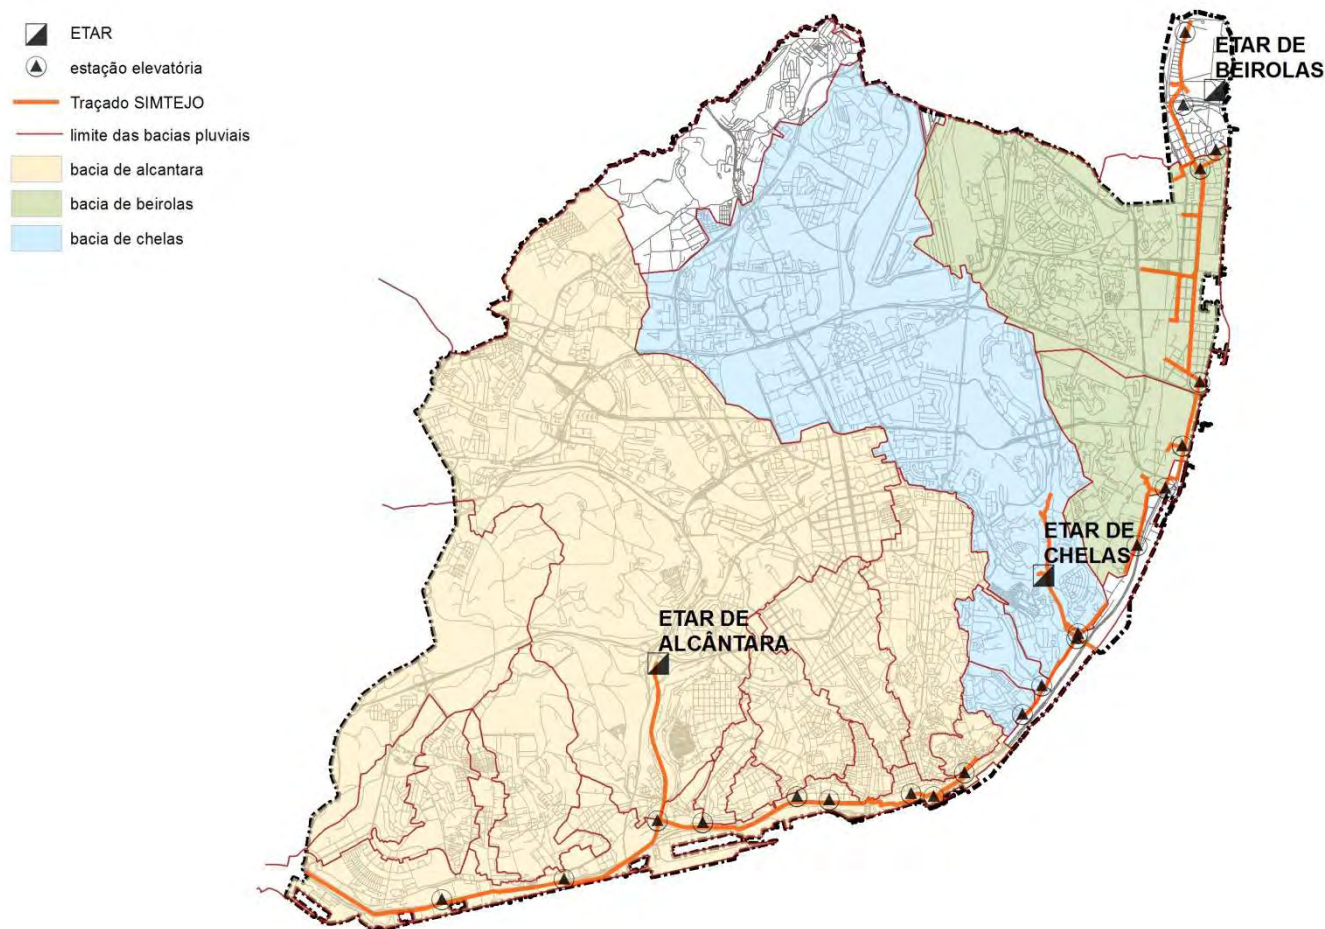 ETAR
estação elevatória
Traçado SIMTEJO
limite das bacias pluviais
bacia de alcantara
bacia de beirolas
bacia de chelas
ETAR DE
BEIROLAS
ETAR DE
CHELAS
ETAR DE
ALCÂNTARA